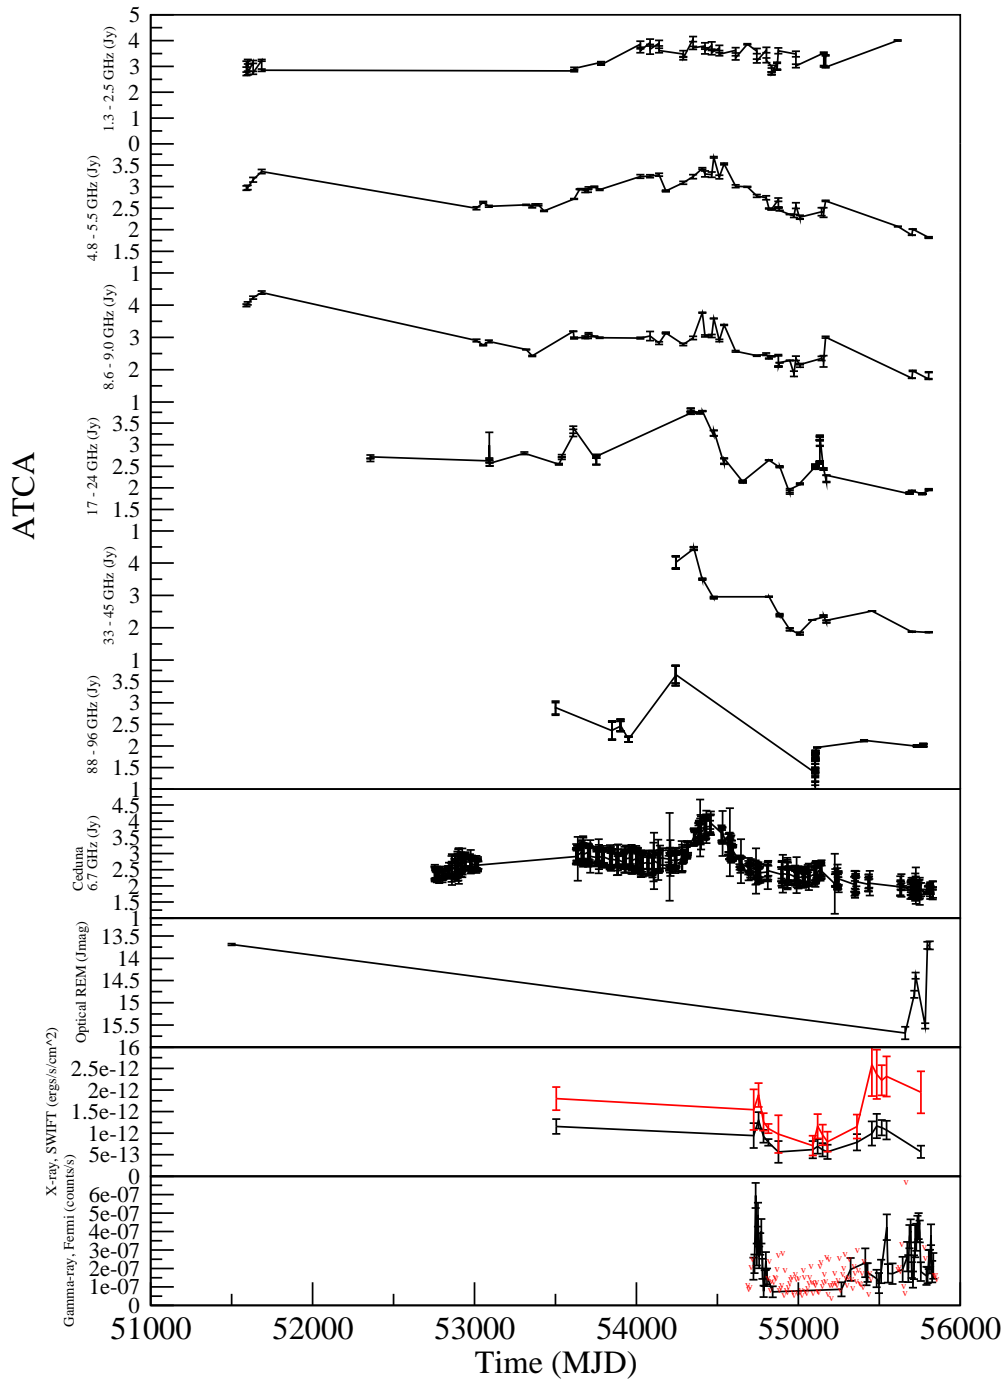 ATCA
1.3 - 2.5 GHz (Jy)
5
4
3
2
1
0
4.8 - 5.5 GHz (Jy)
3.5
3
2.5
2
1.5
1
8.6 - 9.0 GHz (Jy)
4
3
2
1
17 - 24 GHz (Jy)
3.5
3
2.5
2
1.5
1
33 - 45 GHz (Jy)
4
3
2
1
88 - 96 GHz (Jy)
3.5
3
2.5
2
1.5
1
Ceduna
6.7 GHz (Jy)
4.5
4
3.5
3
2.5
2
1.5
1
Optical REM (Jmag)
13.5
14
14.5
15
15.5
16
X-ray, SWIFT (ergs/s/cm^2)
2.5e-12
2e-12
1.5e-12
1e-12
5e-13
0
Gamma-ray, Fermi (counts/s)
6e-07
5e-07
4e-07
3e-07
2e-07
1e-07
0
51000 52000 53000 54000 55000 56000
Time (MJD)